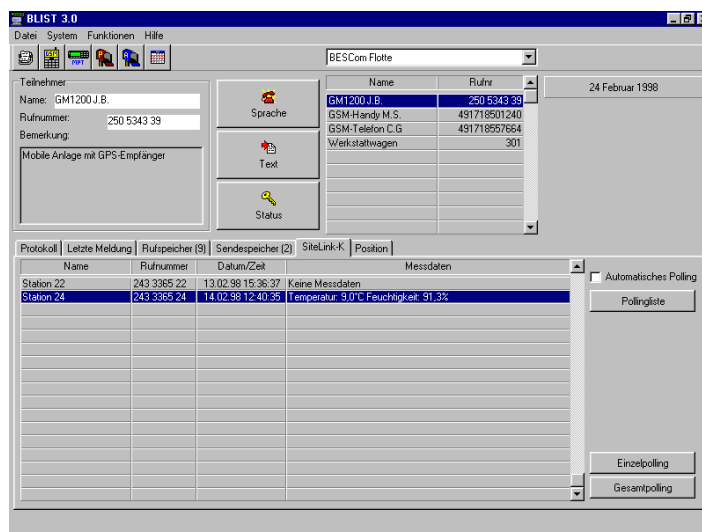 BLIST 3.0
Datei System Funktionen Hilfe
MPT
BESCom Flotte
Teilnehmer
Name: GM1200 J.B.
Rufnummer: 250 5343 39
Bemerkung:
Mobile Anlage mit GPS-Empfänger
Sprache
Text
Status
Name Rufnr
GM1200 J.B. 250 5343 39
GSM-Handy M.S. 491718501240
GSM-Telefon C.G 491718557664
Werkstattwagen 301
24 Februar 1998
Protokoll Letzte Meldung Rufspeicher (9) Sendespeicher (2) SiteLink-K Position
Name Rufnummer Datum/Zeit Messdaten
Station 22 243 3365 22 13.02.98 15:36:37 Keine Messdaten
Station 24 243 3365 24 14.02.98 12:40:35 Temperatur: 9,0°C Feuchtigkeit: 91,3%
Automatisches Polling
Pollingliste
Einzelpolling
Gesamtpolling